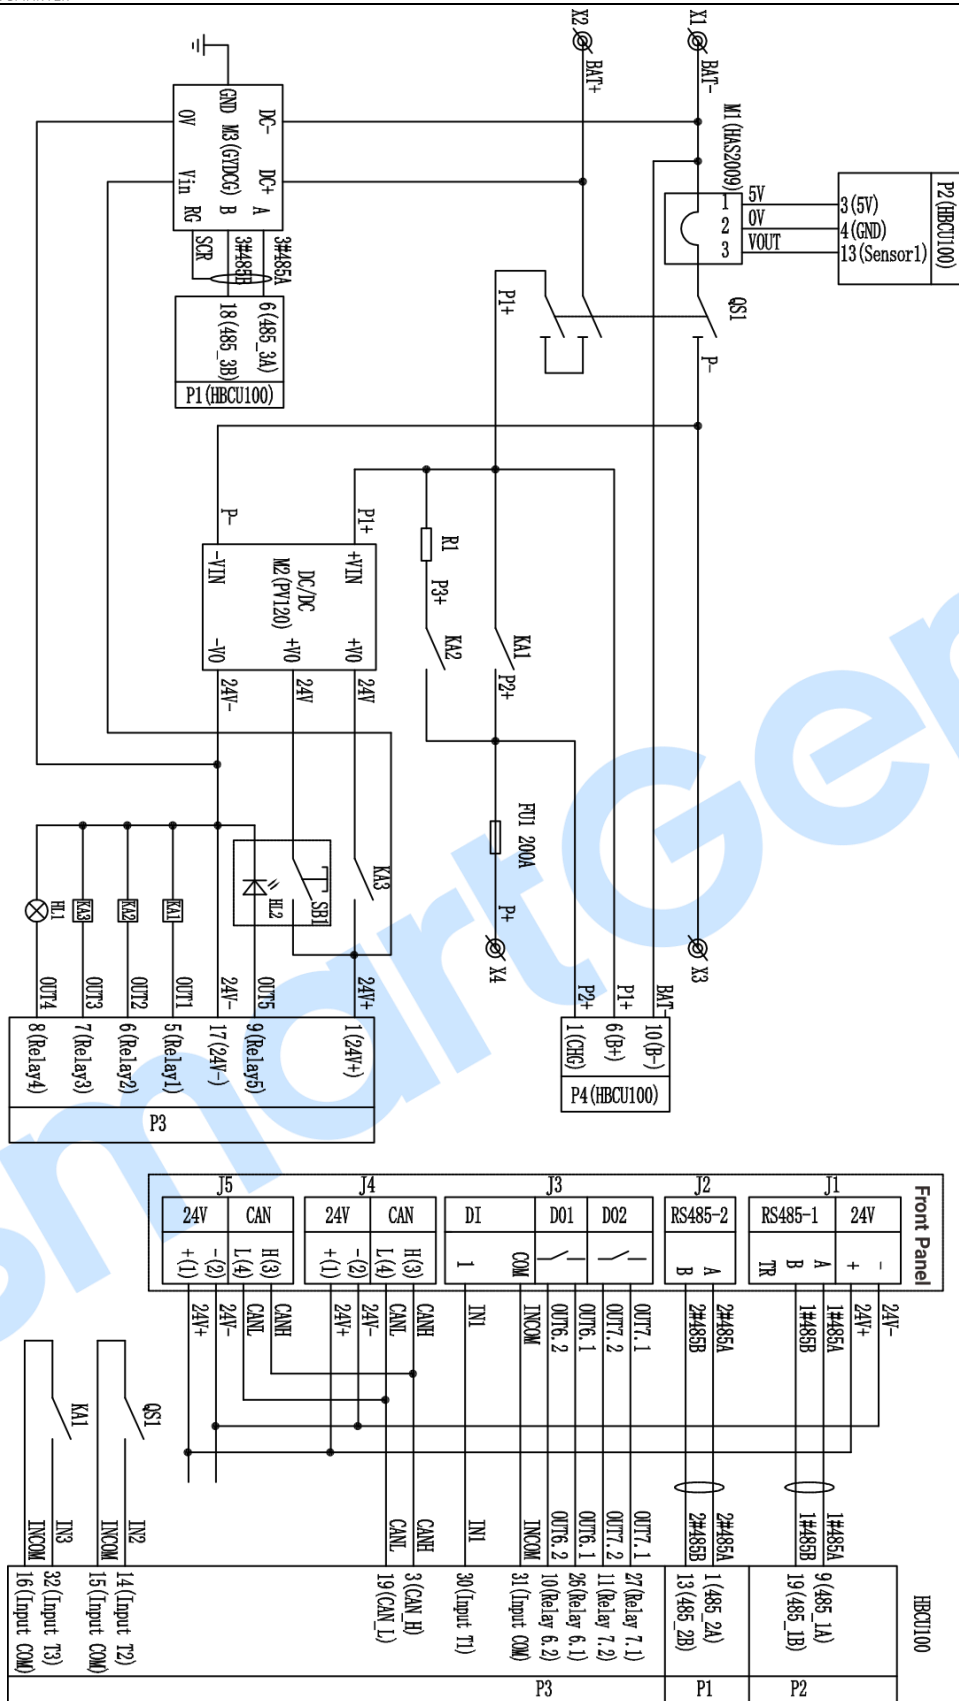 X2
X1
BAT+
BAT-
M1(HAS2009)
P2(HBCU100)
3(5V)
4(GND)
13(Sensor1)
5V
0V
VOUT
1
2
3
GND
M3(GYDCG)
DC-
DC+
0V
Vin
RG
B
A
SCR
3#485B
3#485A
6(485_3A)
18(485_3B)
P1(HBCU100)
QS1
P1+
P-
P-
P1+
-VIN
+VIN
DC/DC
M2(PV120)
-VO
+VO
+VO
24V-
24V
24V
R1
P3+
KA2
KA1
P2+
FU1 200A
P+
X4
X3
KA3
SB1
HL2
HL1
KA3
KA2
KA1
OUT4
OUT3
OUT2
OUT1
24V-
OUT5
24V+
8(Relay4)
7(Relay3)
6(Relay2)
5(Relay1)
17(24V-)
9(Relay5)
1(24V+)
P3
P2+
P1+
BAT-
1(CHG)
6(B+)
10(B-)
P4(HBCU100)
Front Panel
J5
J4
J3
J2
J1
24V
CAN
24V
CAN
DI
DO1
DO2
RS485-2
RS485-1
24V
+(1)
-(2)
L(4)
H(3)
+(1)
-(2)
L(4)
H(3)
1
COM
B
A
TR
B
A
+
-
24V+
24V-
CANL
CANH
24V+
24V-
CANL
CANH
IN1
INCOM
OUT6.2
OUT6.1
OUT7.2
OUT7.1
2#485B
2#485A
1#485B
1#485A
24V+
24V-
KA1
QS1
INCOM
IN3
INCOM
IN2
CANL
CANH
IN1
INCOM
OUT6.2
OUT6.1
OUT7.2
OUT7.1
2#485B
2#485A
1#485B
1#485A
16(Input COM)
32(Input T3)
15(Input COM)
14(Input T2)
19(CAN_L)
3(CAN_H)
30(Input T1)
31(Input COM)
10(Relay 6.2)
26(Relay 6.1)
11(Relay 7.2)
27(Relay 7.1)
13(485_2B)
1(485_2A)
19(485_1B)
9(485_1A)
HBCU100
P3
P1
P2
SmartGen